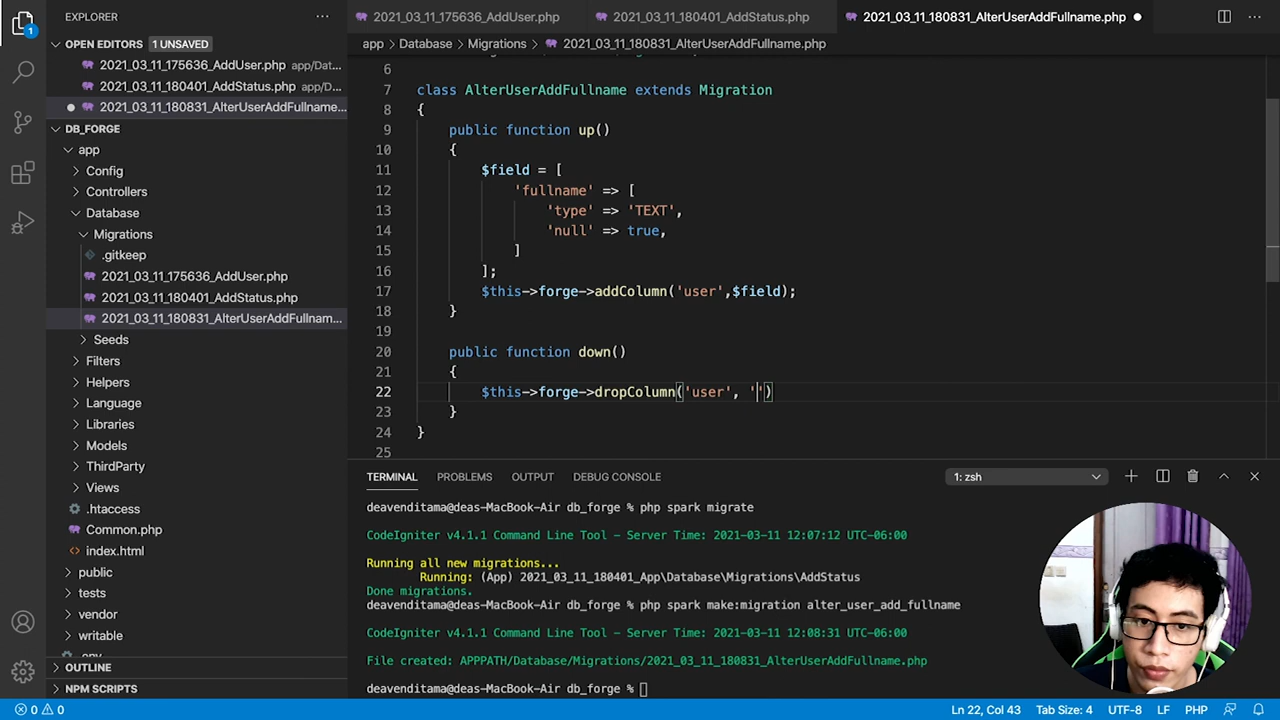 EXPLORER
OPEN EDITORS 1 UNSAVED
2021_03_11_175636_AddUser.php app/Dat...
2021_03_11_180401_AddStatus.php app/D...
2021_03_11_180831_AlterUserAddFullname...
DB_FORGE
app
Config
Controllers
Database
Migrations
.gitkeep
2021_03_11_175636_AddUser.php
2021_03_11_180401_AddStatus.php
2021_03_11_180831_AlterUserAddFullnam...
Seeds
Filters
Helpers
Language
Libraries
Models
ThirdParty
Views
.htaccess
Common.php
index.html
public
tests
vendor
writable
OUTLINE
NPM SCRIPTS
2021_03_11_175636_AddUser.php
2021_03_11_180401_AddStatus.php
2021_03_11_180831_AlterUserAddFullname.php
app > Database > Migrations > 2021_03_11_180831_AlterUserAddFullname.php
6
7 class AlterUserAddFullname extends Migration
8 {
9 public function up()
10 {
11 $field = [
12 'fullname' => [
13 'type' => 'TEXT',
14 'null' => true,
15 ]
16 ];
17 $this->forge->addColumn('user',$field);
18 }
19
20 public function down()
21 {
22 $this->forge->dropColumn('user', '')
23 }
24 }
25
TERMINAL PROBLEMS OUTPUT DEBUG CONSOLE 1: zsh
deavenditama@deas-MacBook-Air db_forge % php spark migrate
CodeIgniter v4.1.1 Command Line Tool - Server Time: 2021-03-11 12:07:12 UTC-06:00
Running all new migrations...
Running: (App) 2021_03_11_180401_App\Database\Migrations\AddStatus
Done migrations.
deavenditama@deas-MacBook-Air db_forge % php spark make:migration alter_user_add_fullname
CodeIgniter v4.1.1 Command Line Tool - Server Time: 2021-03-11 12:08:31 UTC-06:00
File created: APPPATH/Database/Migrations/2021_03_11_180831_AlterUserAddFullname.php
deavenditama@deas-MacBook-Air db_forge %
0 0 Ln 22, Col 43 Tab Size: 4 UTF-8 LF PHP